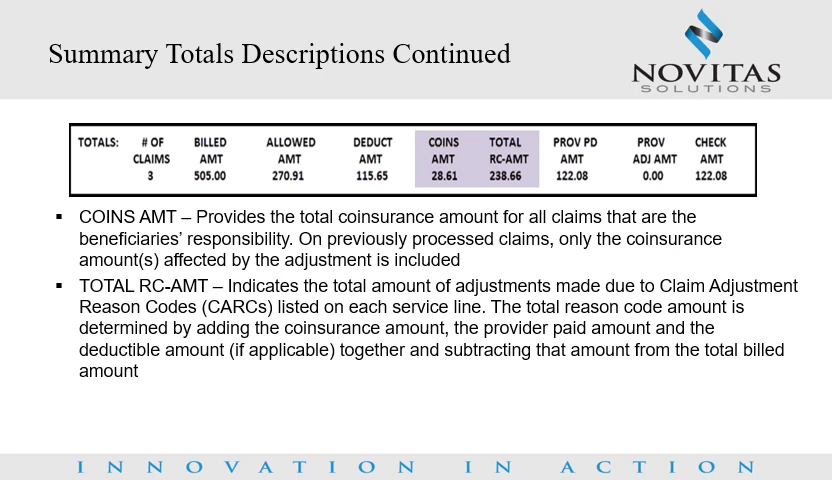 Summary Totals Descriptions Continued
NOVITAS
SOLUTIONS
TOTALS: # OF BILLED ALLOWED DEDUCT COINS TOTAL PROV PD PROV CHECK
CLAIMS AMT AMT AMT AMT RC-AMT AMT ADJ AMT AMT
3 505.00 270.91 115.65 28.61 238.66 122.08 0.00 122.08
▪ COINS AMT – Provides the total coinsurance amount for all claims that are the
beneficiaries’ responsibility. On previously processed claims, only the coinsurance
amount(s) affected by the adjustment is included
▪ TOTAL RC-AMT – Indicates the total amount of adjustments made due to Claim Adjustment
Reason Codes (CARCs) listed on each service line. The total reason code amount is
determined by adding the coinsurance amount, the provider paid amount and the
deductible amount (if applicable) together and subtracting that amount from the total billed
amount
INNOVATION IN ACTION